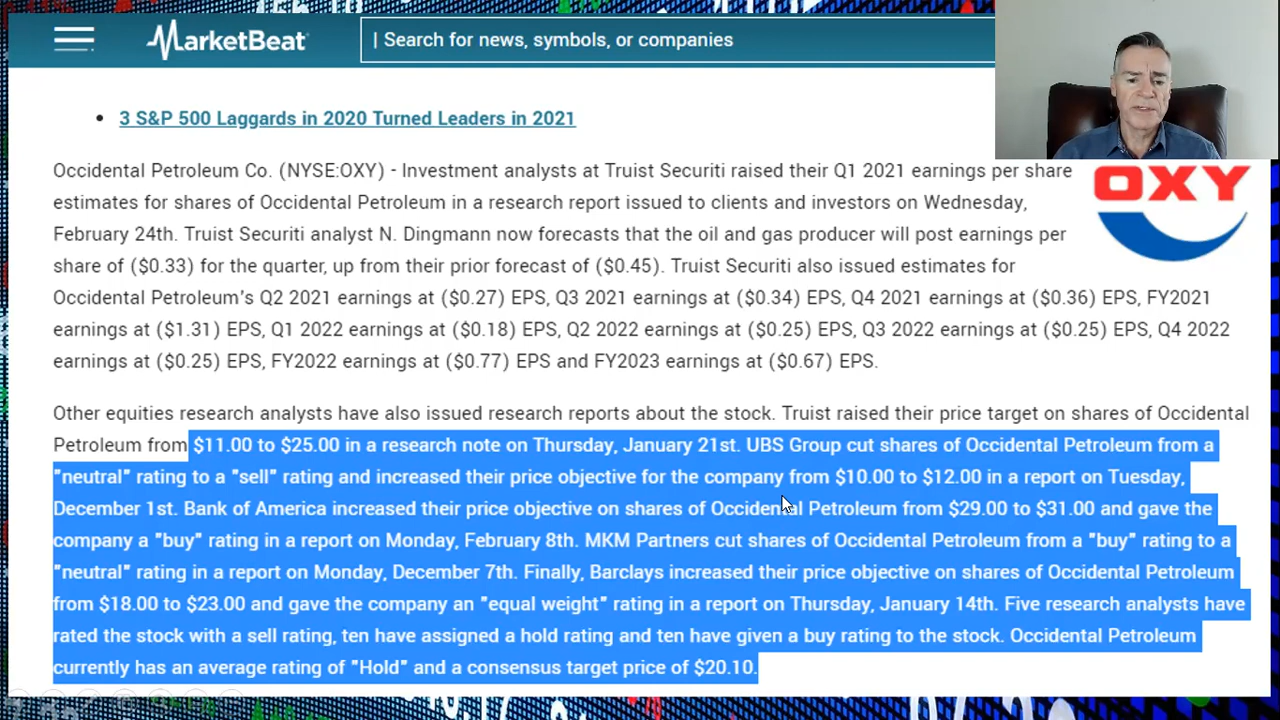 MarketBeat
| Search for news, symbols, or companies
• 3 S&P 500 Laggards in 2020 Turned Leaders in 2021
Occidental Petroleum Co. (NYSE:OXY) - Investment analysts at Truist Securiti raised their Q1 2021 earnings per share
estimates for shares of Occidental Petroleum in a research report issued to clients and investors on Wednesday,
February 24th. Truist Securiti analyst N. Dingmann now forecasts that the oil and gas producer will post earnings per
share of ($0.33) for the quarter, up from their prior forecast of ($0.45). Truist Securiti also issued estimates for
Occidental Petroleum's Q2 2021 earnings at ($0.27) EPS, Q3 2021 earnings at ($0.34) EPS, Q4 2021 earnings at ($0.36) EPS, FY2021
earnings at ($1.31) EPS, Q1 2022 earnings at ($0.18) EPS, Q2 2022 earnings at ($0.25) EPS, Q3 2022 earnings at ($0.25) EPS, Q4 2022
earnings at ($0.25) EPS, FY2022 earnings at ($0.77) EPS and FY2023 earnings at ($0.67) EPS.
OXY
Other equities research analysts have also issued research reports about the stock. Truist raised their price target on shares of Occidental
Petroleum from $11.00 to $25.00 in a research note on Thursday, January 21st. UBS Group cut shares of Occidental Petroleum from a
"neutral" rating to a "sell" rating and increased their price objective for the company from $10.00 to $12.00 in a report on Tuesday,
December 1st. Bank of America increased their price objective on shares of Occidental Petroleum from $29.00 to $31.00 and gave the
company a "buy" rating in a report on Monday, February 8th. MKM Partners cut shares of Occidental Petroleum from a "buy" rating to a
"neutral" rating in a report on Monday, December 7th. Finally, Barclays increased their price objective on shares of Occidental Petroleum
from $18.00 to $23.00 and gave the company an "equal weight" rating in a report on Thursday, January 14th. Five research analysts have
rated the stock with a sell rating, ten have assigned a hold rating and ten have given a buy rating to the stock. Occidental Petroleum
currently has an average rating of "Hold" and a consensus target price of $20.10.